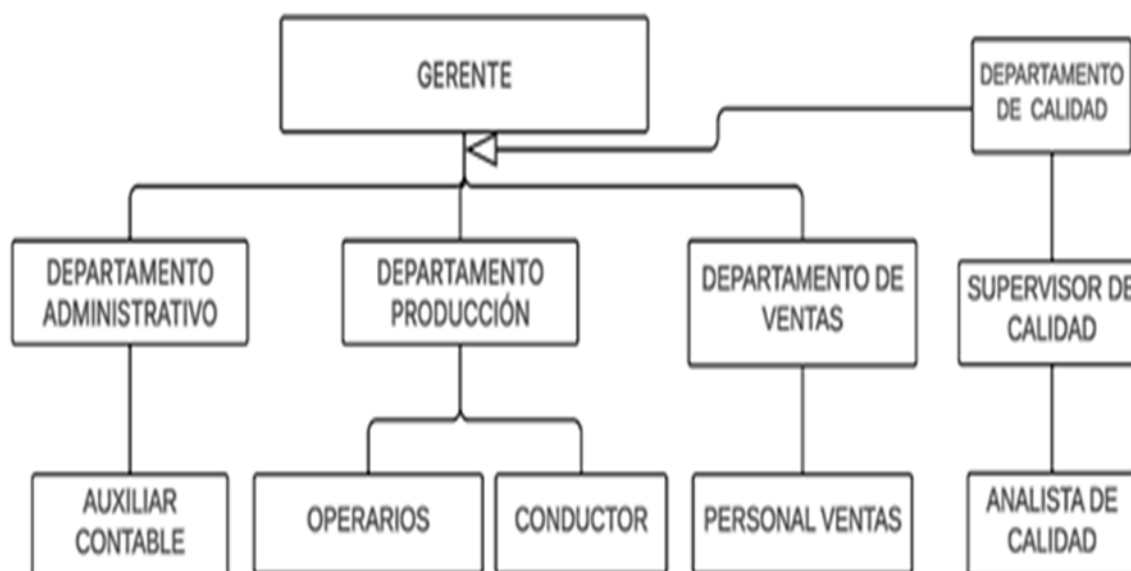 GERENTE
DEPARTAMENTO
DE CALIDAD
DEPARTAMENTO
ADMINISTRATIVO
DEPARTAMENTO
PRODUCCIÓN
DEPARTAMENTO DE
VENTAS
SUPERVISOR DE
CALIDAD
AUXILIAR
CONTABLE
OPERARIOS
CONDUCTOR
PERSONAL VENTAS
ANALISTA DE
CALIDAD